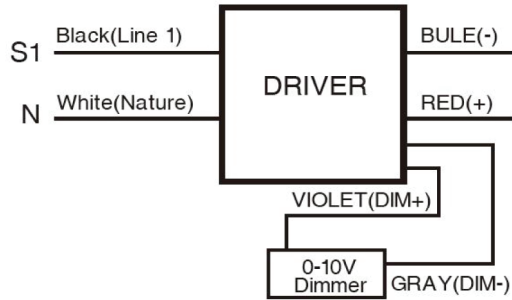 S1 Black(Line 1)
N White(Nature)
DRIVER
BULE(-)
RED(+)
VIOLET(DIM+)
0-10V
Dimmer
GRAY(DIM-)